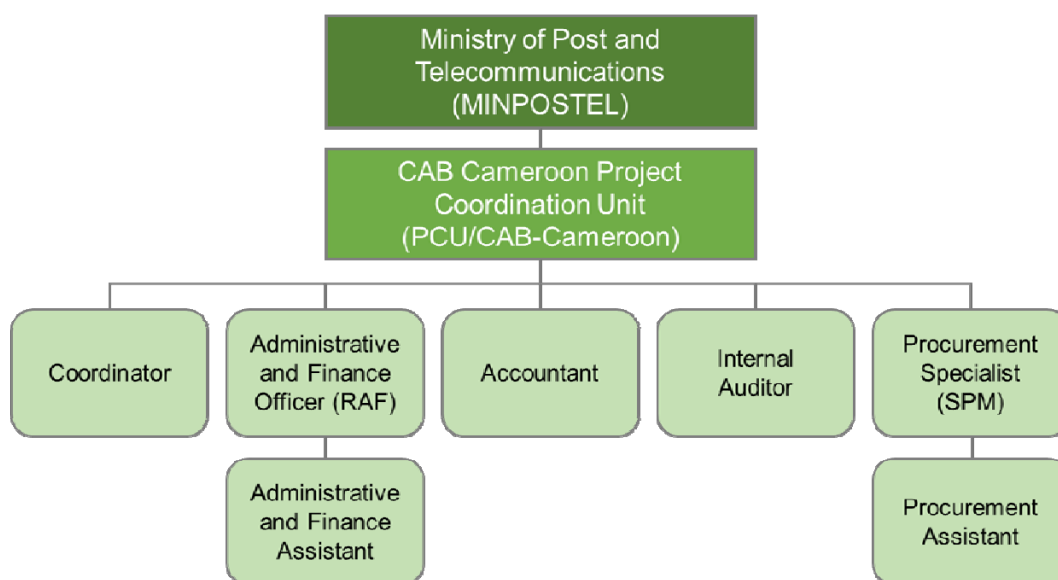 Ministry of Post and
Telecommunications
(MINPOSTEL)
CAB Cameroon Project
Coordination Unit
(PCU/CAB-Cameroon)
Coordinator
Administrative
and Finance
Officer (RAF)
Accountant
Internal
Auditor
Procurement
Specialist
(SPM)
Administrative
and Finance
Assistant
Procurement
Assistant